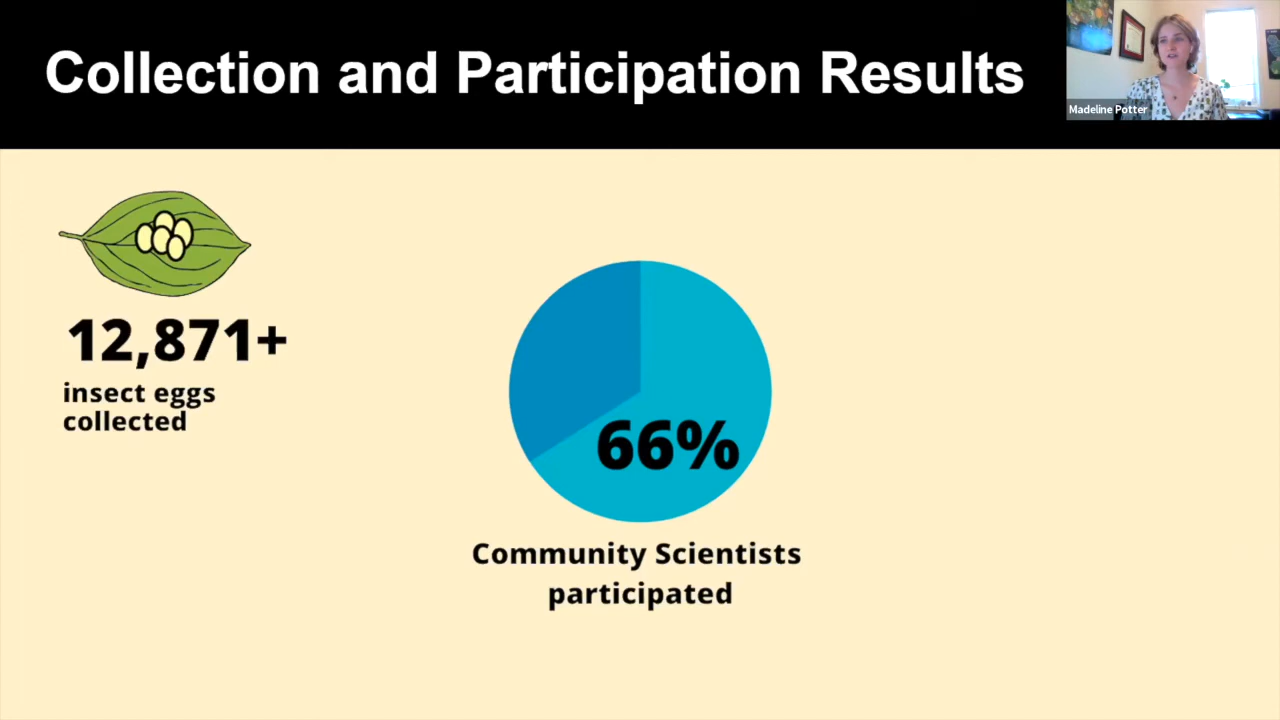 Collection and Participation Results
Madeline Potter
12,871+
insect eggs
collected
66%
Community Scientists
participated